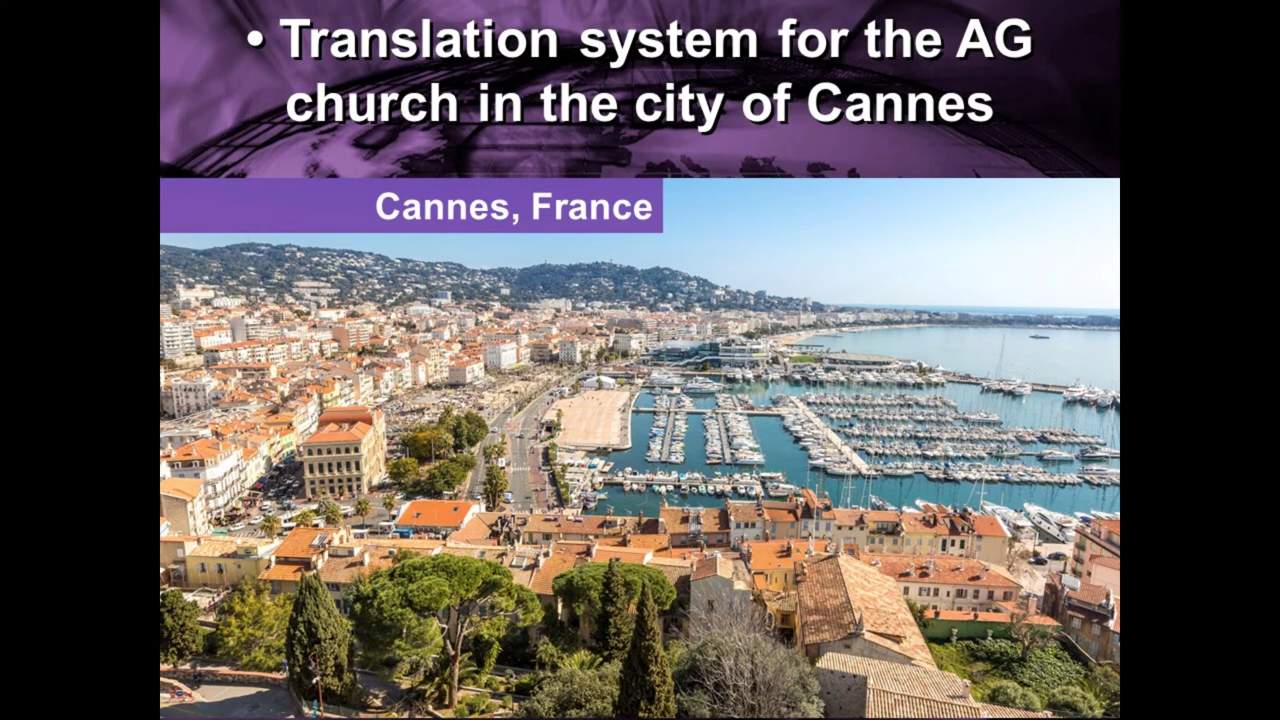 • Translation system for the AG
church in the city of Cannes
Cannes, France